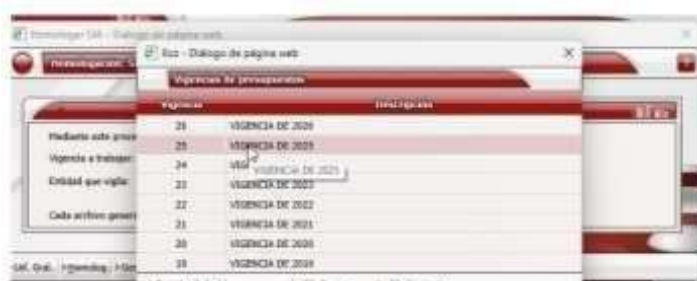 Homologar SIA - Diálogo de página web
Xsz - Diálogo de página web
Homologación S
Vigencias de presupuestos
Vigencia Descripción
26 VIGENCIA DE 2026
25 VIGENCIA DE 2025
24 VIG
VIGENCIA DE 2025
23 VIGENCIA DE 2023
22 VIGENCIA DE 2022
21 VIGENCIA DE 2021
20 VIGENCIA DE 2020
19 VIGENCIA DE 2019
Mediante este proce
Vigencia a trabajar:
Entidad que vigila:
Cada archivo gener